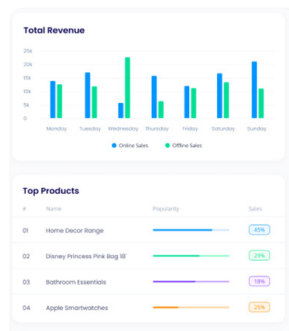 Total Revenue
25k
20k
15k
10k
5k
0
Monday Tuesday Wednesday Thursday Friday Saturday Sunday
Online Sales Offline Sales
Top Products
# Name Popularity Sales
01 Home Decor Range 45%
02 Disney Princess Pink Bag 18' 29%
03 Bathroom Essentials 18%
04 Apple Smartwatches 25%